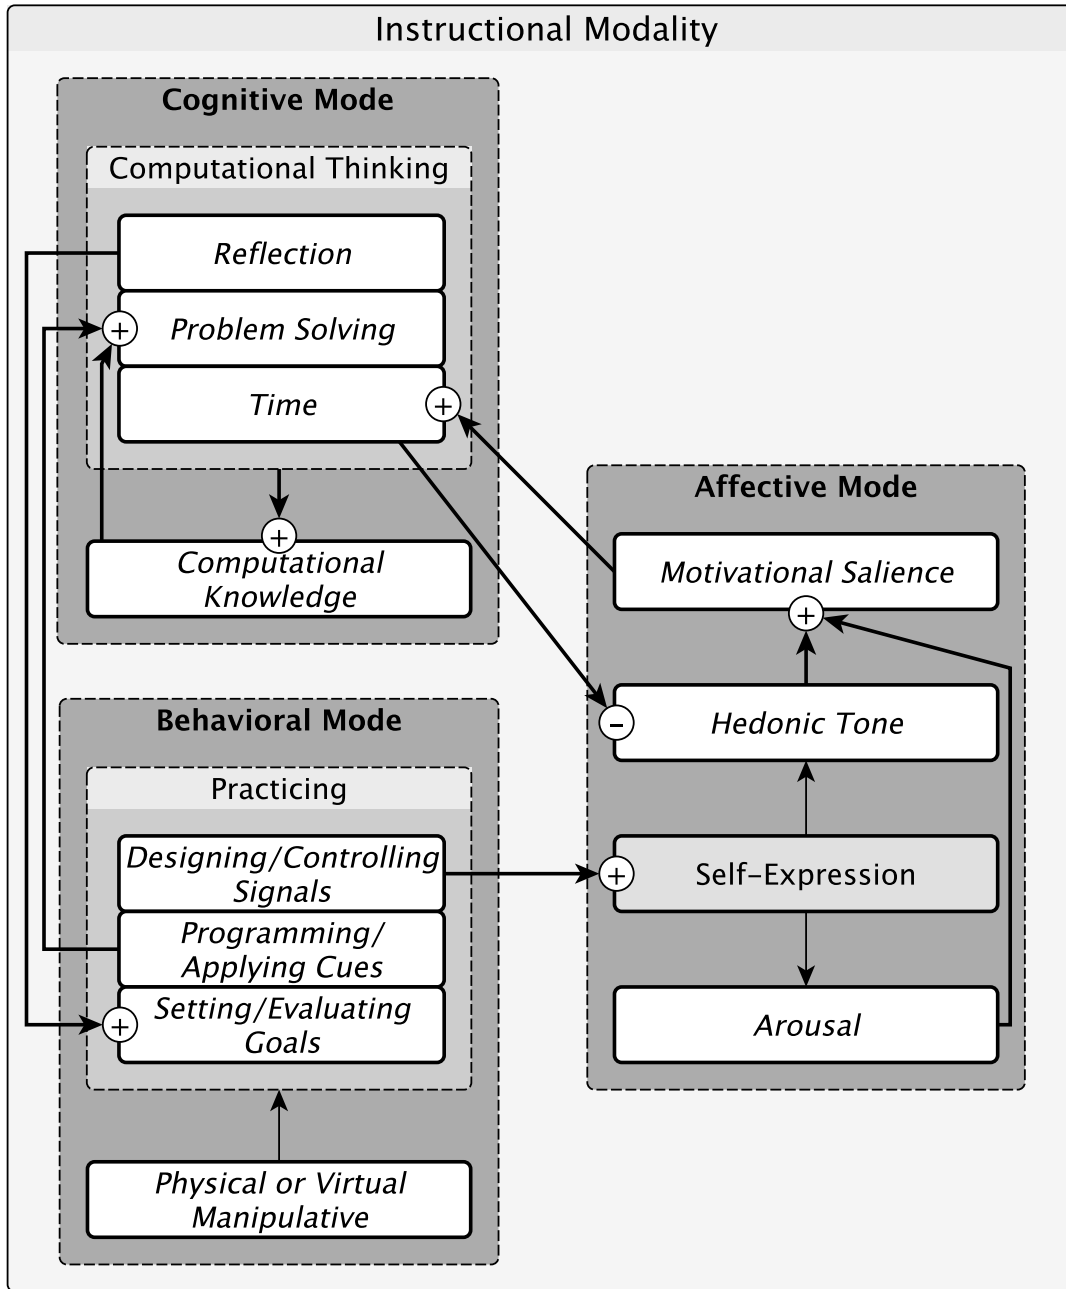 Instructional Modality
Cognitive Mode
Computational Thinking
Reflection
+
Problem Solving
Time
+
+
Computational
Knowledge
Behavioral Mode
Practicing
Designing/Controlling
Signals
Programming/
Applying Cues
+
Setting/Evaluating
Goals
Physical or Virtual
Manipulative
Affective Mode
Motivational Salience
+
-
Hedonic Tone
+
Self-Expression
Arousal